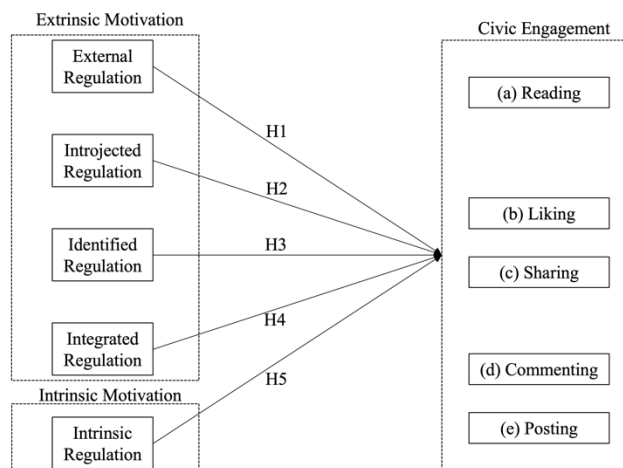 Extrinsic Motivation
External
Regulation
Introjected
Regulation
Identified
Regulation
Integrated
Regulation
Intrinsic Motivation
Intrinsic
Regulation
H1
H2
H3
H4
H5
Civic Engagement
(a) Reading
(b) Liking
(c) Sharing
(d) Commenting
(e) Posting